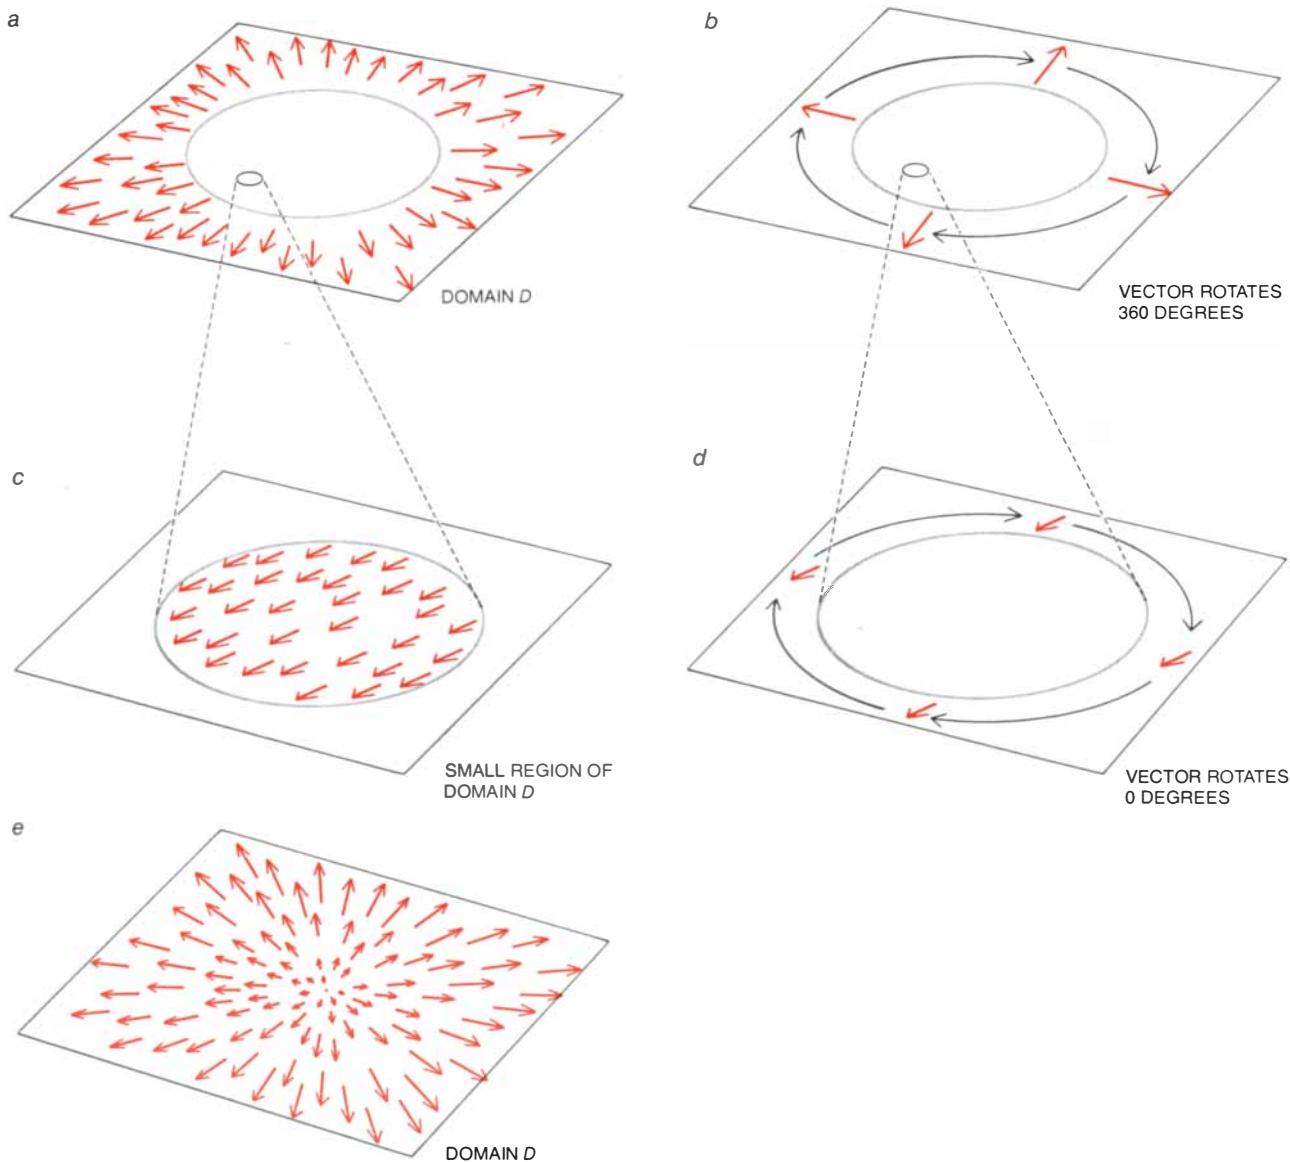 a
DOMAIN D
b
VECTOR ROTATES
360 DEGREES
c
SMALL REGION OF
DOMAIN D
d
VECTOR ROTATES
0 DEGREES
e
DOMAIN D